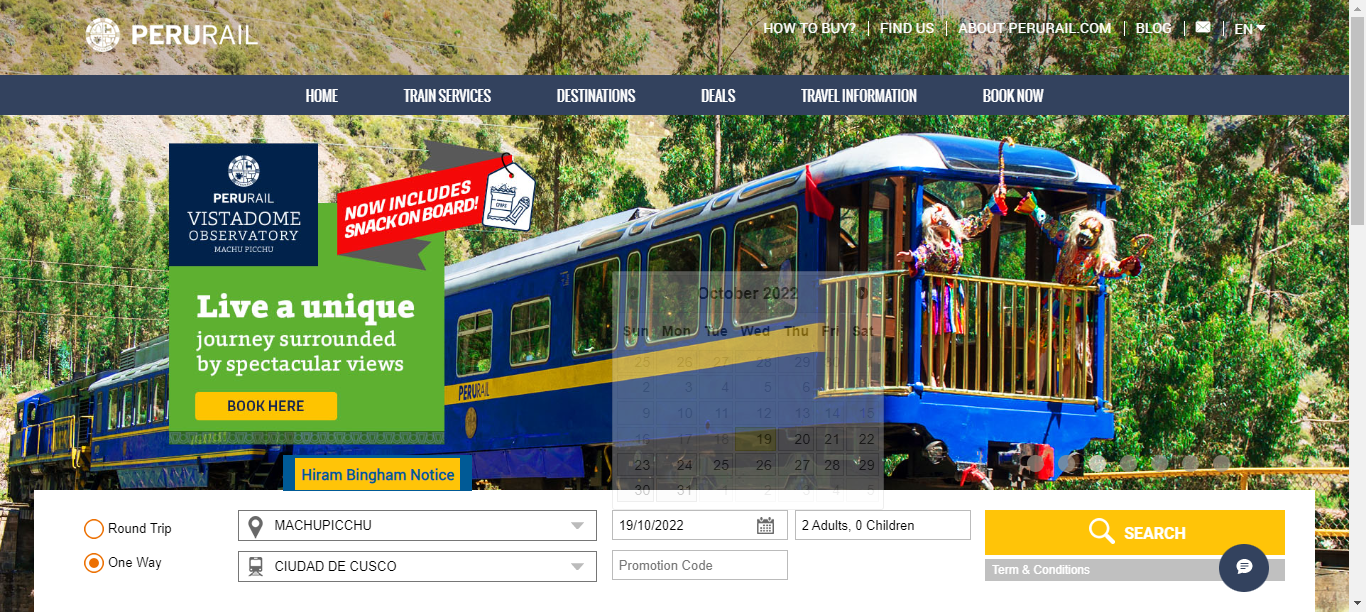 PERURAIL
HOW TO BUY?
FIND US
ABOUT PERURAIL.COM
BLOG
EN
HOME
TRAIN SERVICES
DESTINATIONS
DEALS
TRAVEL INFORMATION
BOOK NOW
PERURAIL
VISTADOME
OBSERVATORY
MACHU PICCHU
NOW INCLUDES
SNACK ON BOARD!
Live a unique
journey surrounded
by spectacular views
BOOK HERE
PERURAIL
October 2022
Sun Mon Tue Wed Thu Fri Sat
25 26 27 28 29
2 3 4 5 6
9 10 11 12 13 14 15
16 17 18 19 20 21 22
23 24 25 26 27 28 29
30 31 1 2 3 4 5
Hiram Bingham Notice
Round Trip
MACHUPICCHU
19/10/2022
2 Adults, 0 Children
SEARCH
One Way
CIUDAD DE CUSCO
Promotion Code
Term & Conditions